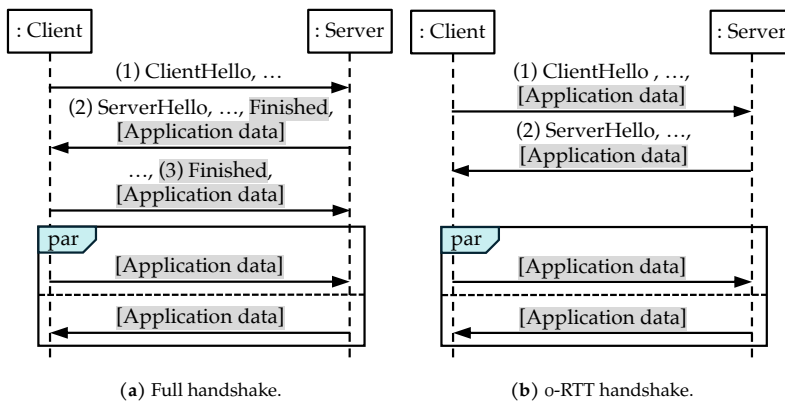 : Client
: Server
(1) ClientHello, …
(2) ServerHello, …, Finished,
[Application data]
…, (3) Finished,
[Application data]
par
[Application data]
[Application data]
(a) Full handshake.
: Client
: Server
(1) ClientHello , …,
[Application data]
(2) ServerHello, …,
[Application data]
par
[Application data]
[Application data]
(b) 0-RTT handshake.